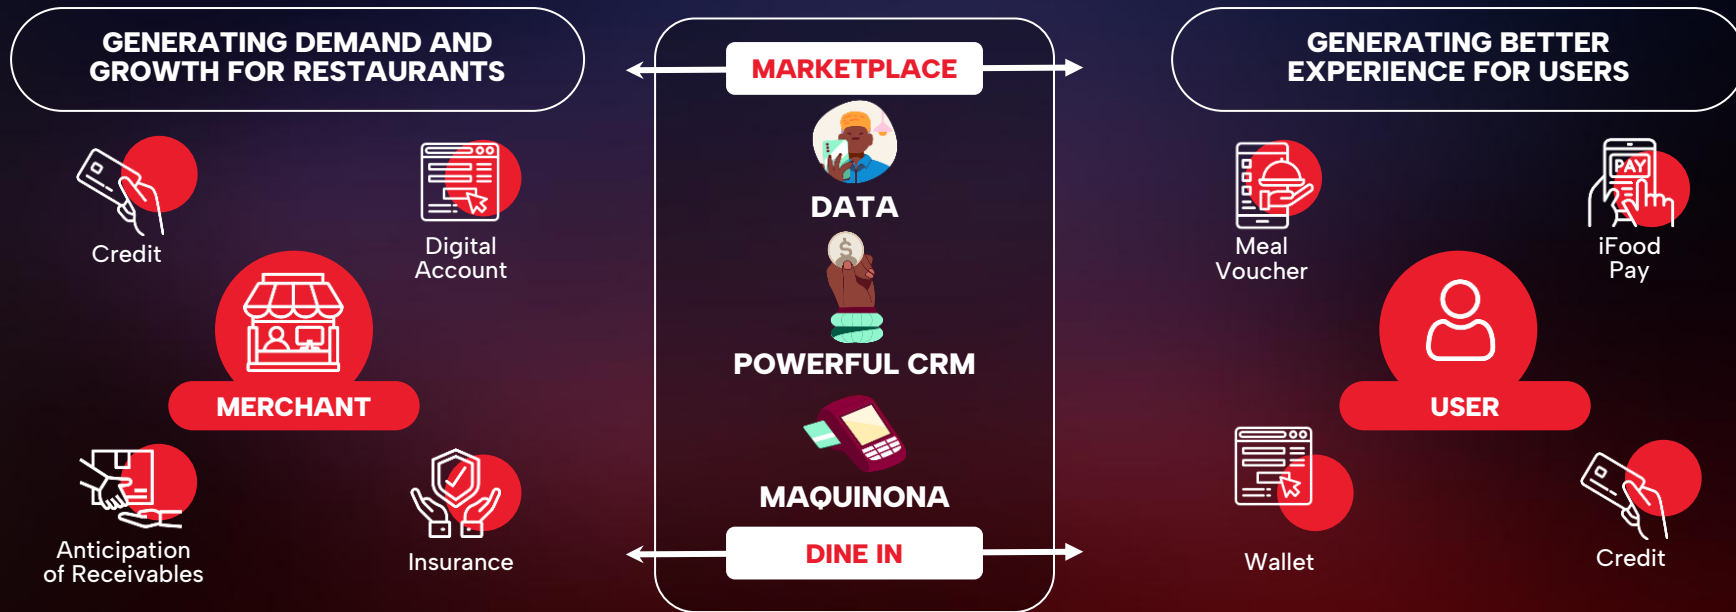 GENERATING DEMAND AND
GROWTH FOR RESTAURANTS
Credit
Digital
Account
MERCHANT
Anticipation
of Receivables
Insurance
MARKETPLACE
DATA
$
POWERFUL CRM
MAQUINONA
DINE IN
GENERATING BETTER
EXPERIENCE FOR USERS
Meal
Voucher
PAY
iFood
Pay
USER
Wallet
Credit